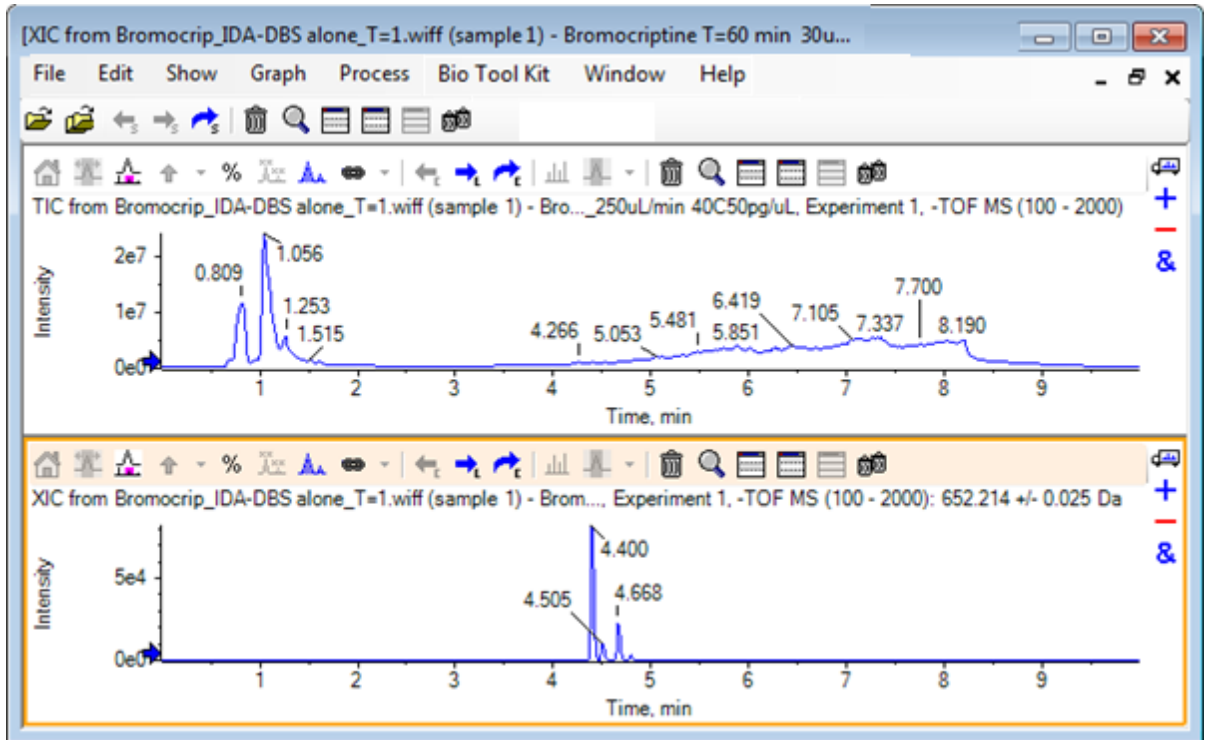 [XIC from Bromocrip_IDA-DBS alone_T=1.wiff (sample 1) - Bromocriptine T=60 min 30u...
File Edit Show Graph Process Bio Tool Kit Window Help
TIC from Bromocrip_IDA-DBS alone_T=1.wiff (sample 1) - Bro..._250uL/min 40C50pg/uL, Experiment 1, -TOF MS (100 - 2000)
Intensity
2e7
1e7
0e0
0.809
1.056
1.253
1.515
4.266
5.053
5.481
5.851
6.419
7.105
7.337
7.700
8.190
1 2 3 4 5 6 7 8 9
Time, min
XIC from Bromocrip_IDA-DBS alone_T=1.wiff (sample 1) - Brom..., Experiment 1, -TOF MS (100 - 2000): 652.214 +/- 0.025 Da
Intensity
5e4
0e0
4.400
4.505
4.668
1 2 3 4 5 6 7 8 9
Time, min